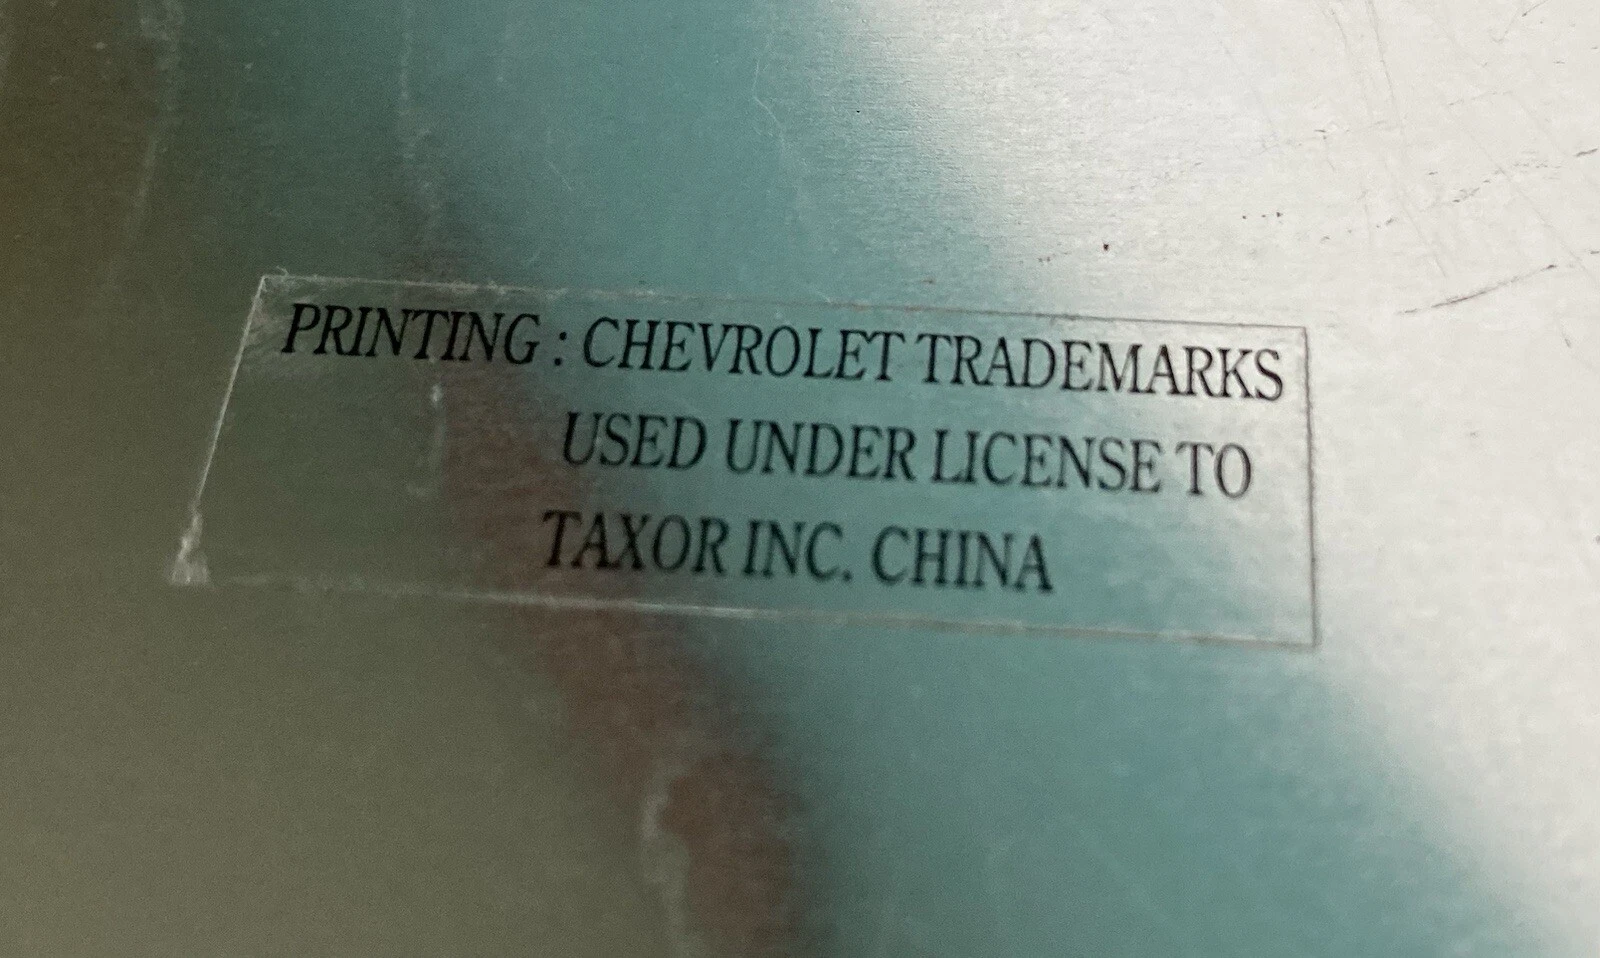 PRINTING : CHEVROLET TRADEMARKS
USED UNDER LICENSE TO
TAXOR INC. CHINA